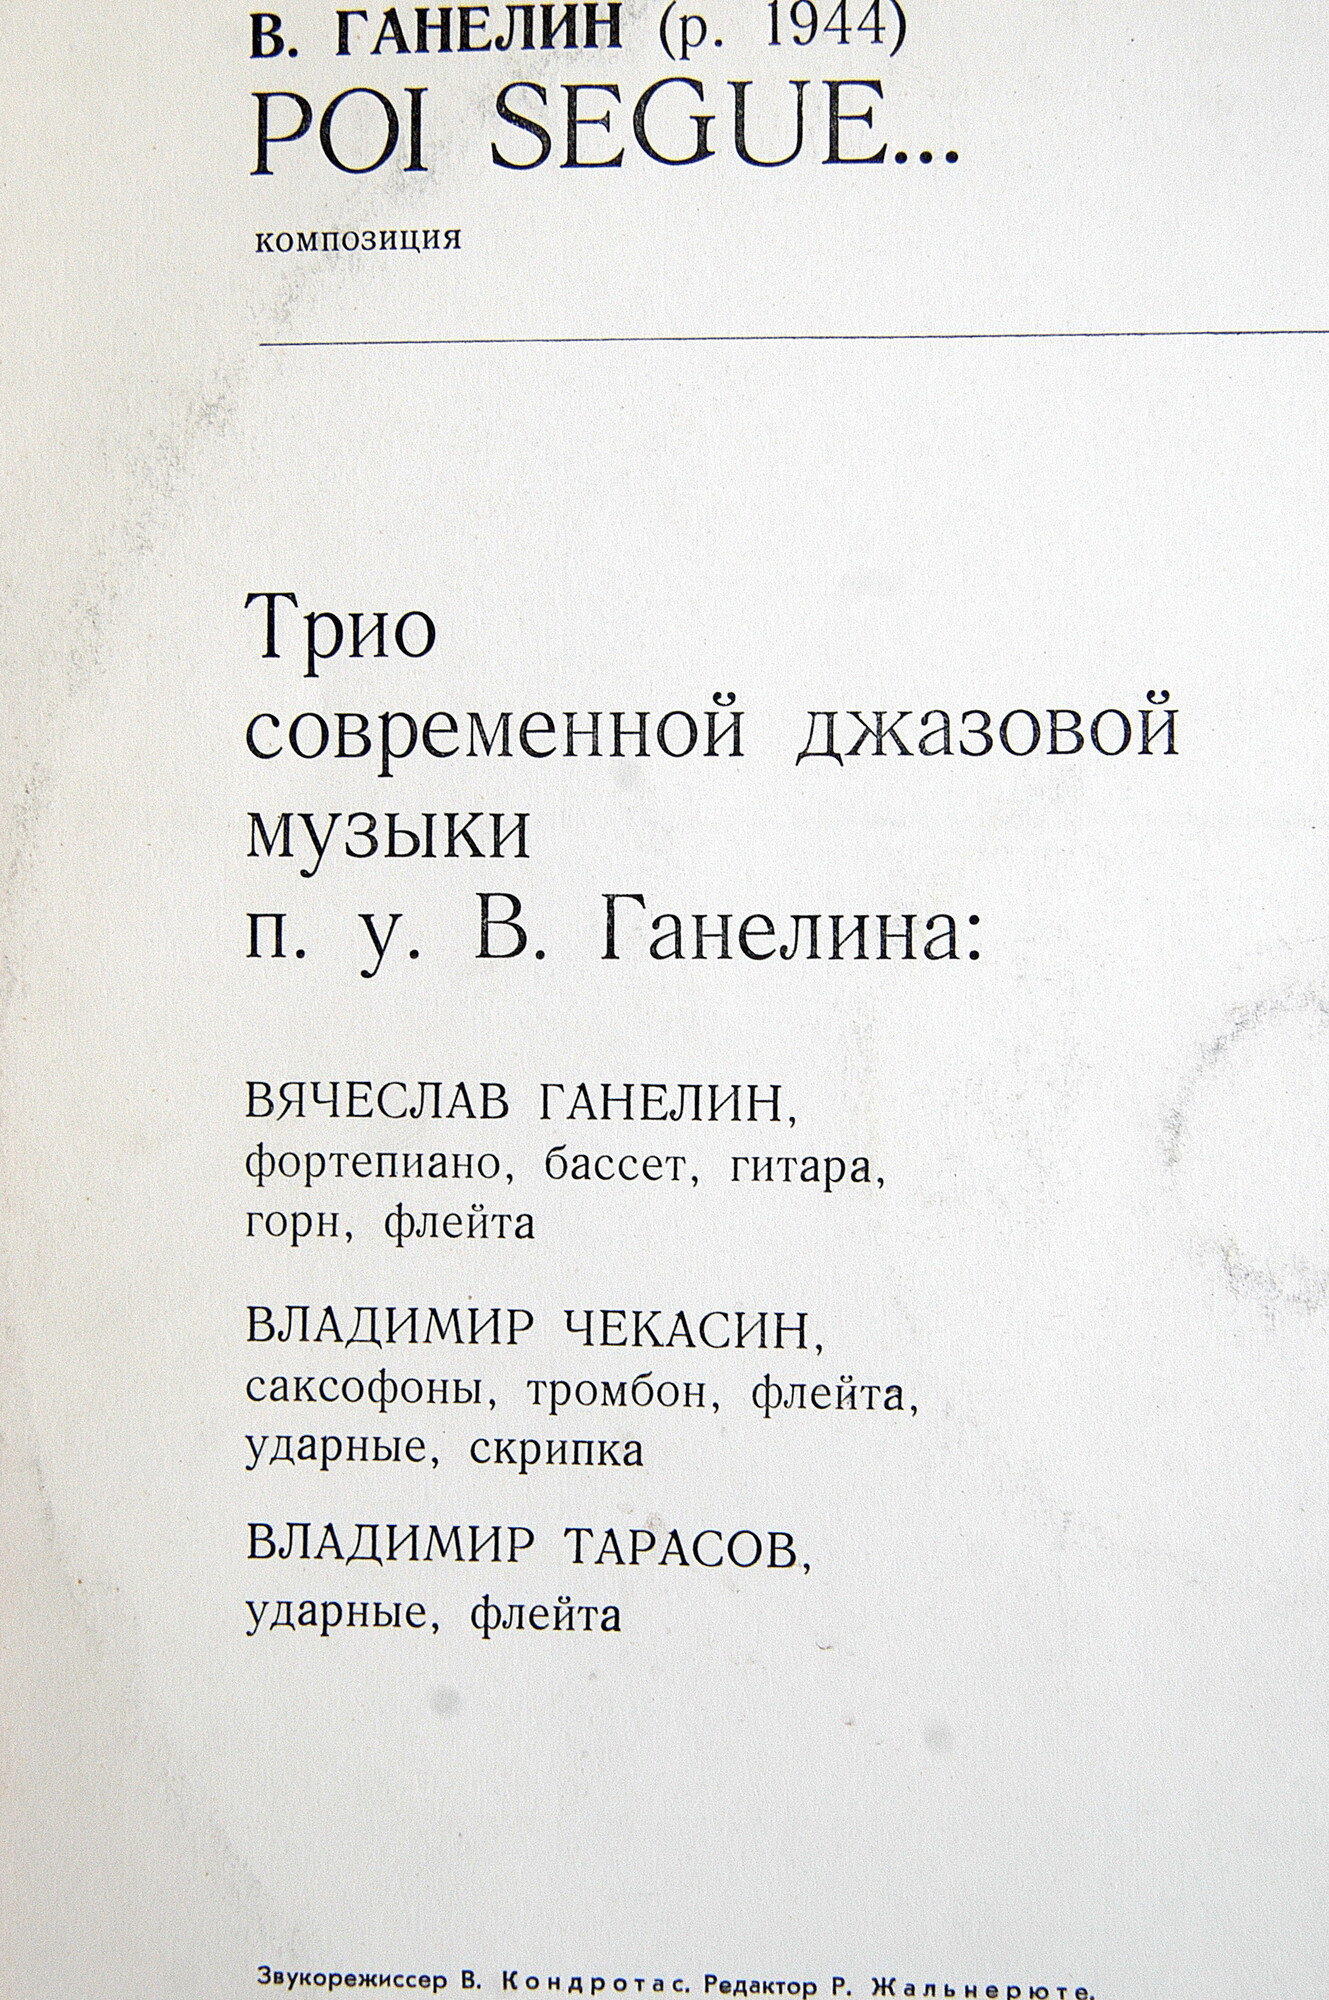 В. ГАНЕЛИН (р. 1944)
POI SEGUE...
композиция
Трио
современной джазовой
музыки
п. у. В. Ганелина:
ВЯЧЕСЛАВ ГАНЕЛИН,
фортепиано, бассет, гитара,
горн, флейта
ВЛАДИМИР ЧЕКАСИН,
саксофоны, тромбон, флейта,
ударные, скрипка
ВЛАДИМИР ТАРАСОВ,
ударные, флейта
Звукорежиссер В. Кондротас. Редактор Р. Жальнерюте.